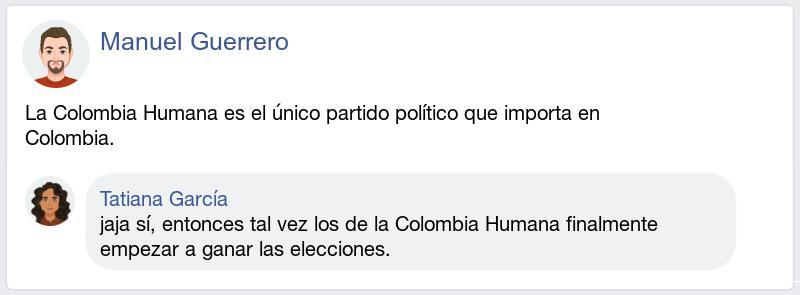 Manuel Guerrero
La Colombia Humana es el único partido político que importa en
Colombia.
Tatiana García
jaja sí, entonces tal vez los de la Colombia Humana finalmente
empezar a ganar las elecciones.